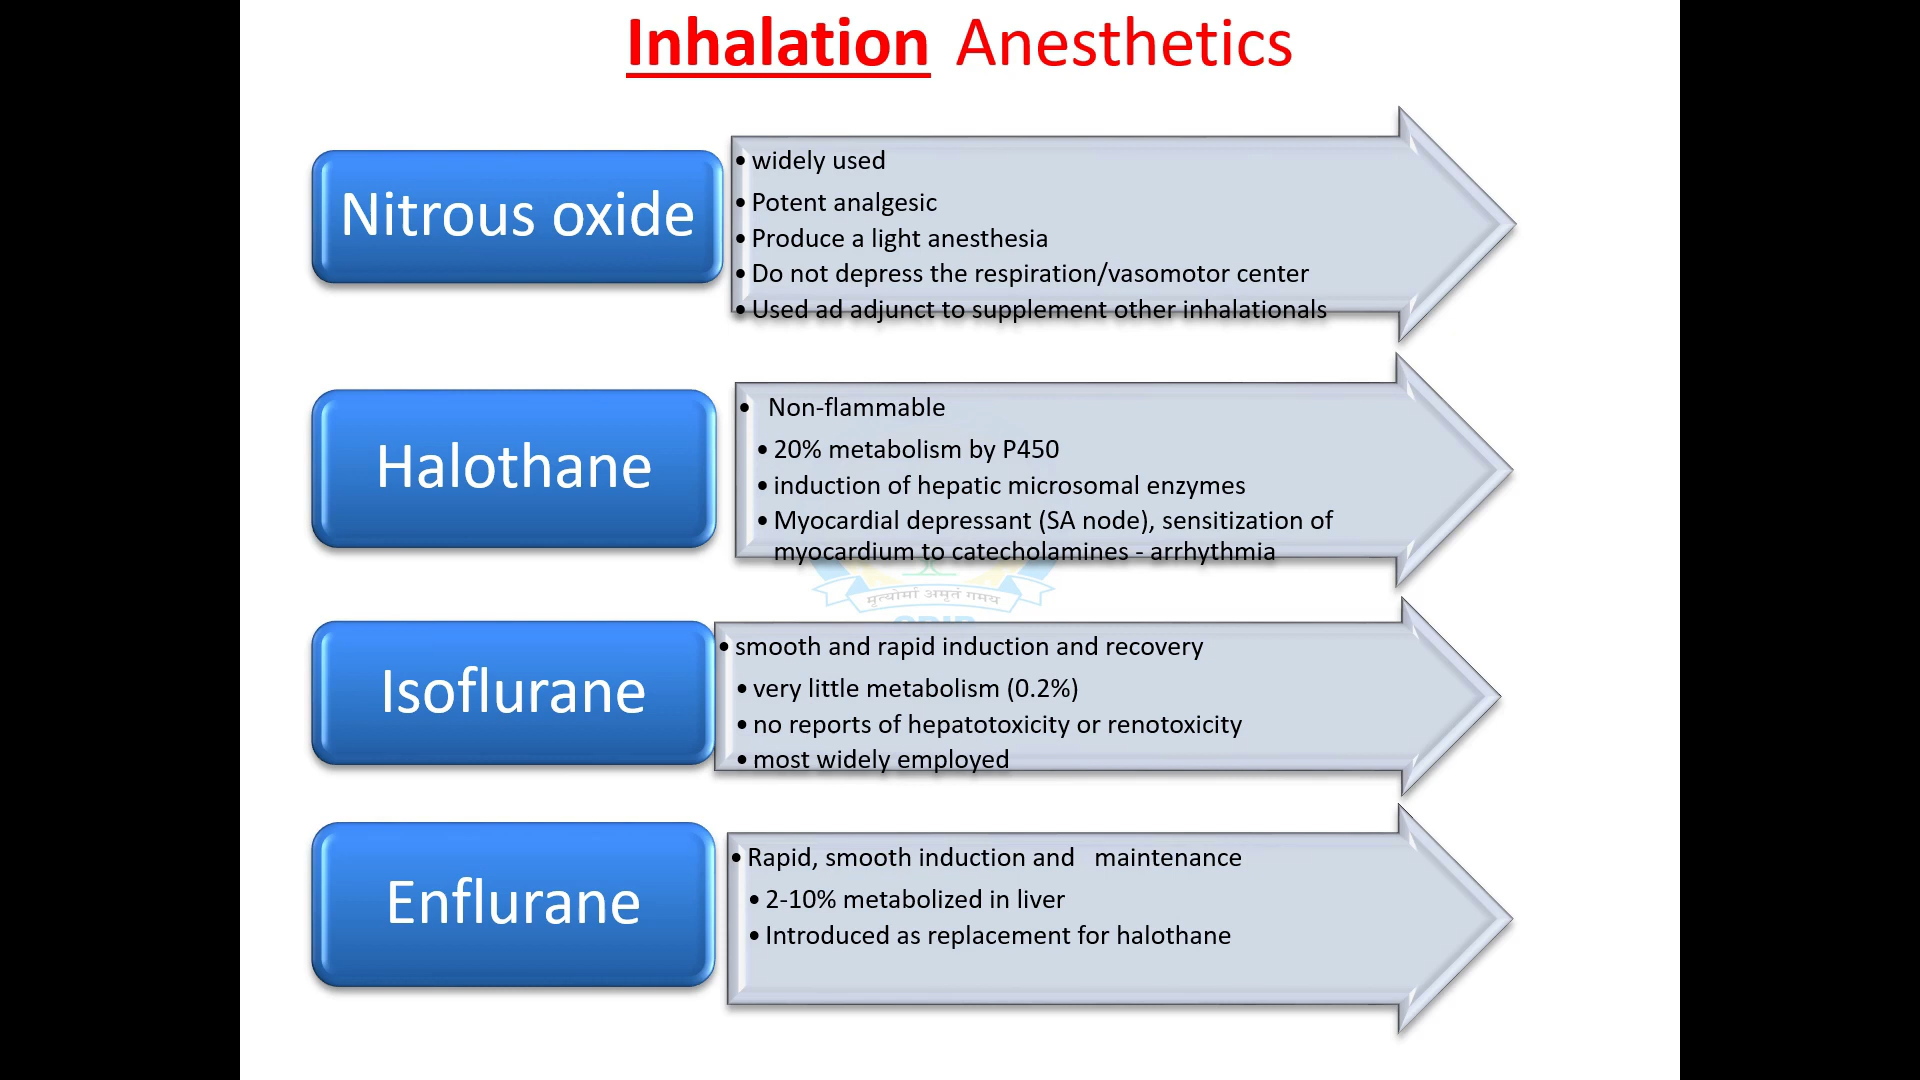 Inhalation Anesthetics
Nitrous oxide
• widely used
• Potent analgesic
• Produce a light anesthesia
• Do not depress the respiration/vasomotor center
• Used ad adjunct to supplement other inhalationals
Halothane
• Non-flammable
• 20% metabolism by P450
• induction of hepatic microsomal enzymes
• Myocardial depressant (SA node), sensitization of
myocardium to catecholamines - arrhythmia
मृत्योर्मा अमृतं गमय
Isoflurane
• smooth and rapid induction and recovery
• very little metabolism (0.2%)
• no reports of hepatotoxicity or renotoxicity
• most widely employed
Enflurane
• Rapid, smooth induction and maintenance
• 2-10% metabolized in liver
• Introduced as replacement for halothane